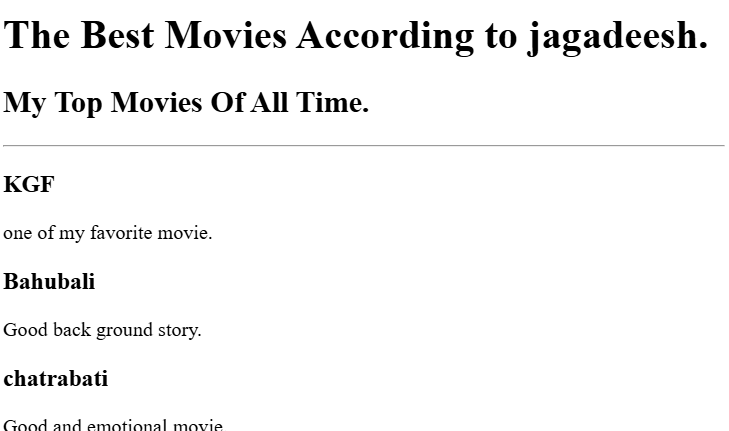 The Best Movies According to jagadeesh.
My Top Movies Of All Time.
KGF
one of my favorite movie.
Bahubali
Good back ground story.
chatrabati
Good and emotional movie